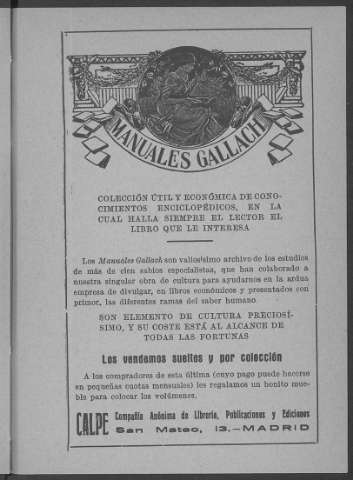 MANUALES GALLACH
COLECCIÓN ÚTIL Y ECONÓMICA DE CONO-
CIMIENTOS ENCICLOPÉDICOS, EN LA
CUAL HALLA SIEMPRE EL LECTOR EL
LIBRO QUE LE INTERESA
Los Manuales Gallach son valiosísimo archivo de los estudios
de más de cien sabios especialistas, que han colaborado a
nuestra singular obra de cultura para ayudarnos en la ardua
empresa de divulgar, en libros económicos y presentados con
primor, las diferentes ramas del saber humano.
SON ELEMENTO DE CULTURA PRECIOSÍ-
SIMO, Y SU COSTE ESTÁ AL ALCANCE DE
TODAS LAS FORTUNAS
Los vendemos sueltos y por colección
A los compradores de esta última (cuyo pago puede hacerse
en pequeñas cuotas mensuales) les regalamos un bonito mue-
ble para colocar los volúmenes.
CALPE Compañía Anónima de Librería, Publicaciones y Ediciones
San Mateo, 13.—MADRID